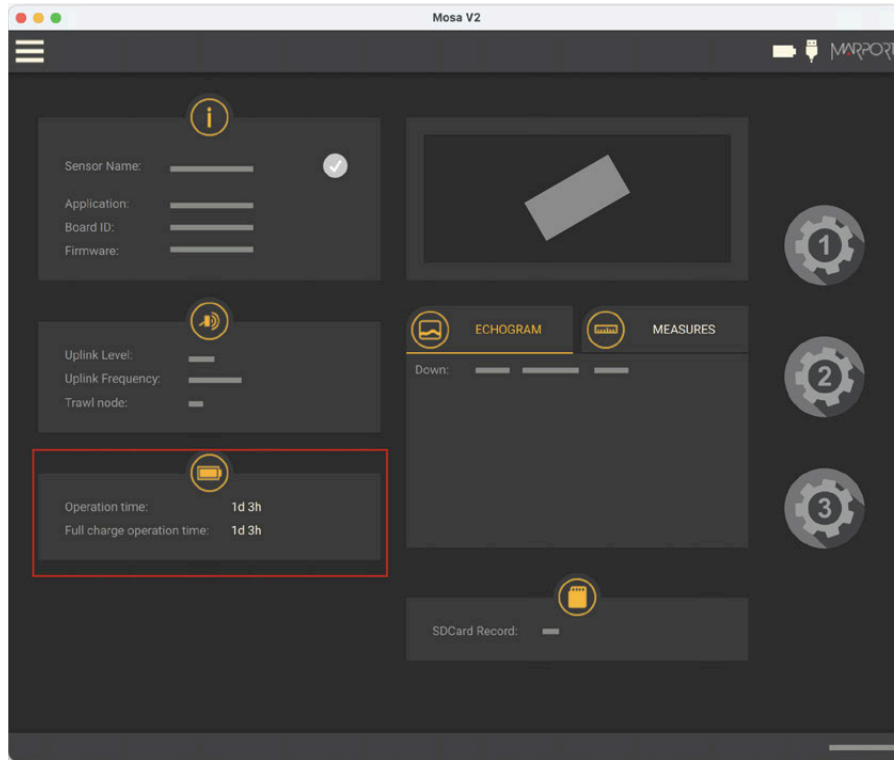 Mosa V2
MARPORT
i
Sensor Name:
Application:
Board ID:
Firmware:
Uplink Level:
Uplink Frequency:
Trawl node:
Operation time: 1d 3h
Full charge operation time: 1d 3h
ECHOGRAM
MEASURES
Down:
SDCard Record:
1
2
3